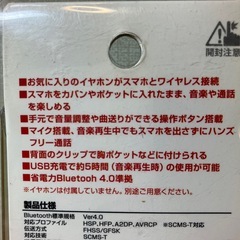 開封注意
■お気に入りのイヤホンがスマホとワイヤレス接続
■スマホをカバンやポケットに入れたまま、音楽や通話
を楽しめる
■手元で音量調整や曲送りができる操作ボタン搭載
■マイク搭載、音楽再生中でもスマホを出さずにハンズ
フリー通話
■背面のクリップで胸ポケットなどに付けられる
■USB充電で約5時間（音楽再生時）の使用が可能
■省電力Bluetooh 4.0準拠
※イヤホンは付属していません。別途ご用意ください。
製品仕様
Bluetooth標準規格 Ver4.0
対応プロファイル HSP,HFP,A2DP,AVRCP ※SCMS-T対応
伝送方式 FHSS/GFSK
対応技術 SCMS-T